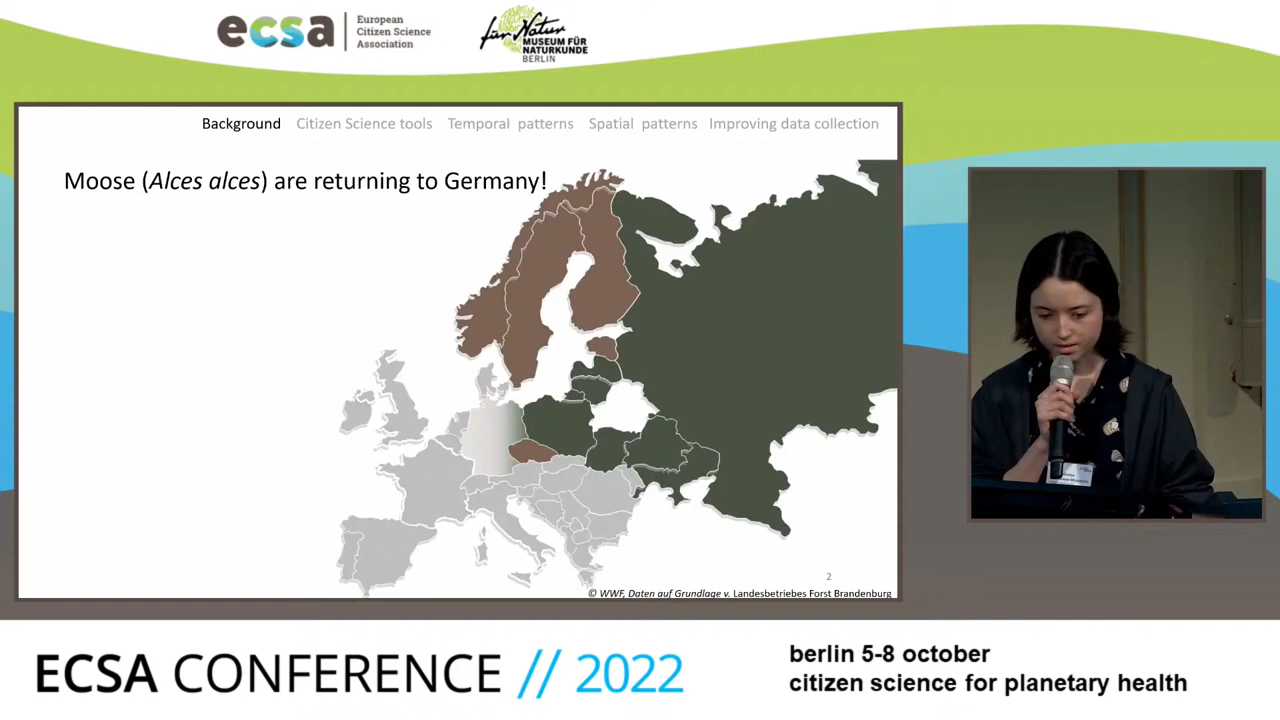 ecsa
European
Citizen Science
Association
für Natur
MUSEUM FÜR
NATURKUNDE
BERLIN
Background Citizen Science tools Temporal patterns Spatial patterns Improving data collection
Moose (Alces alces) are returning to Germany!
2
© WWF, Daten auf Grundlage v. Landesbetriebes Forst Brandenburg
ECSA CONFERENCE // 2022
berlin 5-8 october
citizen science for planetary health